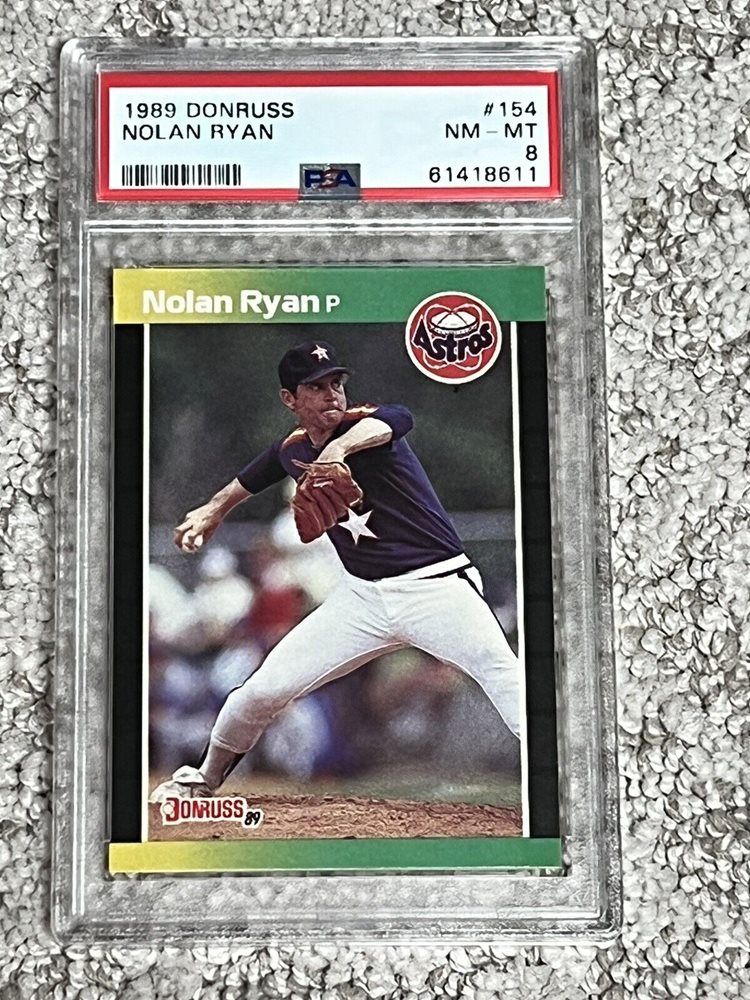 1989 DONRUSS #154
NOLAN RYAN NM - MT
8
PSA 61418611
Nolan Ryan P
Astros
DONRUSS 89